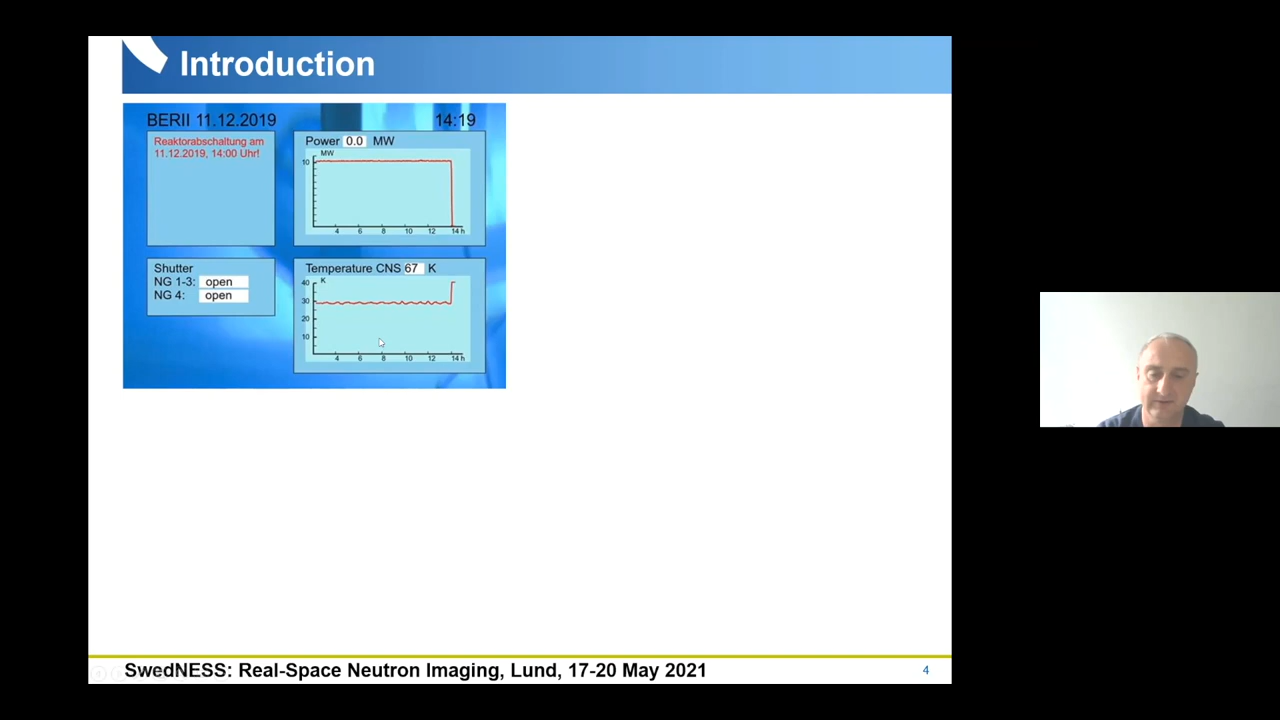 Introduction
BERII 11.12.2019
14:19
Reaktorabschaltung am
11.12.2019, 14:00 Uhr!
Power 0.0 MW
MW
10
4 6 8 10 12 14 h
Shutter
NG 1-3: open
NG 4: open
Temperature CNS 67 K
K
40
30
20
10
4 6 8 10 12 14 h
SwedNESS: Real-Space Neutron Imaging, Lund, 17-20 May 2021
4